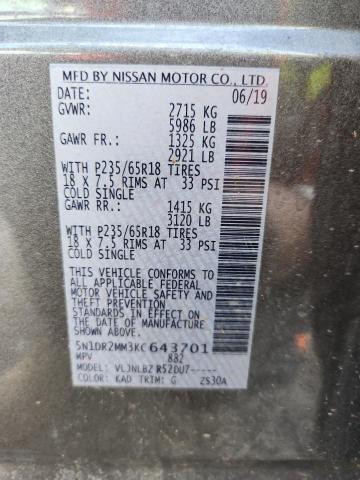 MFD BY NISSAN MOTOR CO., LTD.
DATE: 06/19
GVWR: 2715 KG
5986 LB
GAWR FR.: 1325 KG
2921 LB
WITH P235/65R18 TIRES
18 X 7.5 RIMS AT 33 PSI
COLD SINGLE
GAWR RR.: 1415 KG
3120 LB
WITH P235/65R18 TIRES
18 X 7.5 RIMS AT 33 PSI
COLD SINGLE
THIS VEHICLE CONFORMS TO
ALL APPLICABLE FEDERAL
MOTOR VEHICLE SAFETY
AND THEFT PREVENTION
STANDARDS IN EFFECT ON
THE DATE OF MANUFACTURE
SHOWN ABOVE.
5N1DR2MM3KC643701
MPV 882
MODEL: VLJNLBZ R52DU7-----
COLOR: KAD TRIM: G ZS30A